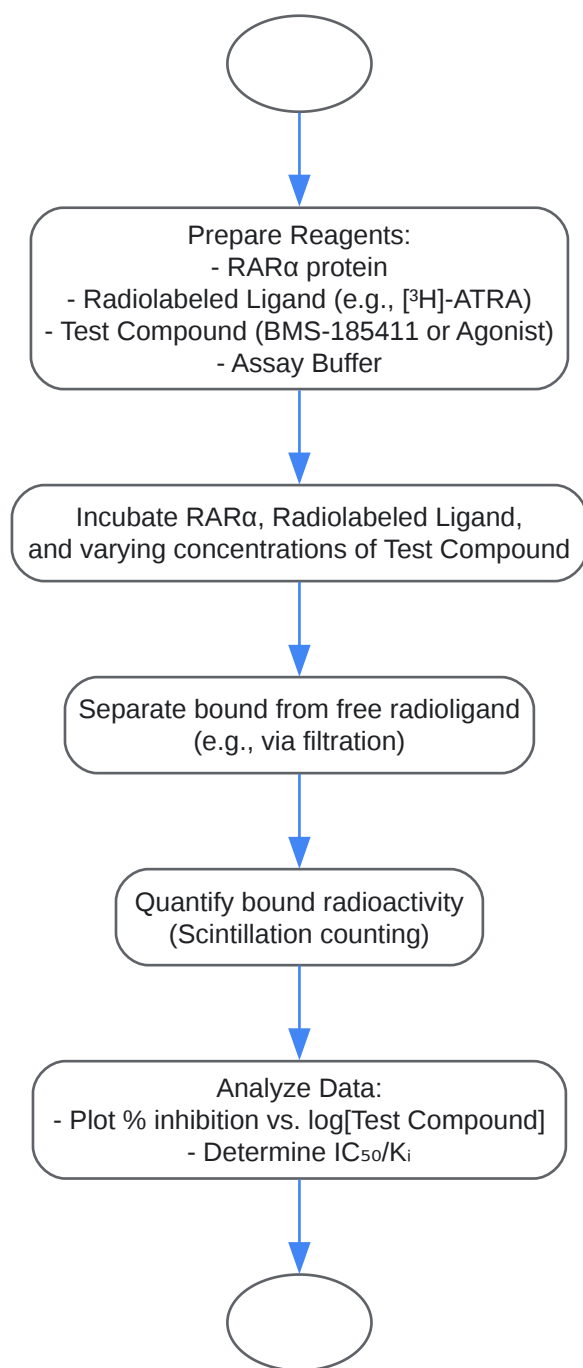 Prepare Reagents:
- RARα protein
- Radiolabeled Ligand (e.g., [³H]-ATRA)
- Test Compound (BMS-185411 or Agonist)
- Assay Buffer
Incubate RARα, Radiolabeled Ligand,
and varying concentrations of Test Compound
Separate bound from free radioligand
(e.g., via filtration)
Quantify bound radioactivity
(Scintillation counting)
Analyze Data:
- Plot % inhibition vs. log[Test Compound]
- Determine IC₅₀/Kᵢ